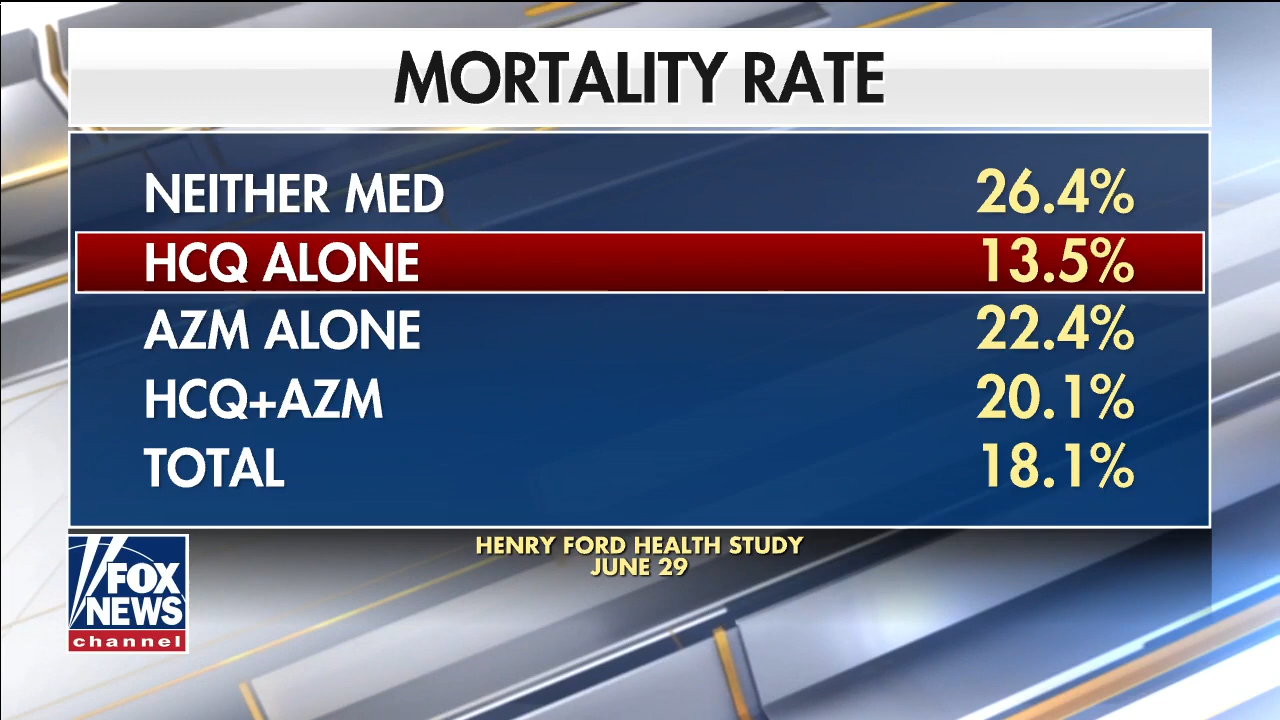 MORTALITY RATE
NEITHER MED 26.4%
HCQ ALONE 13.5%
AZM ALONE 22.4%
HCQ+AZM 20.1%
TOTAL 18.1%
HENRY FORD HEALTH STUDY
JUNE 29
FOX
NEWS
channel